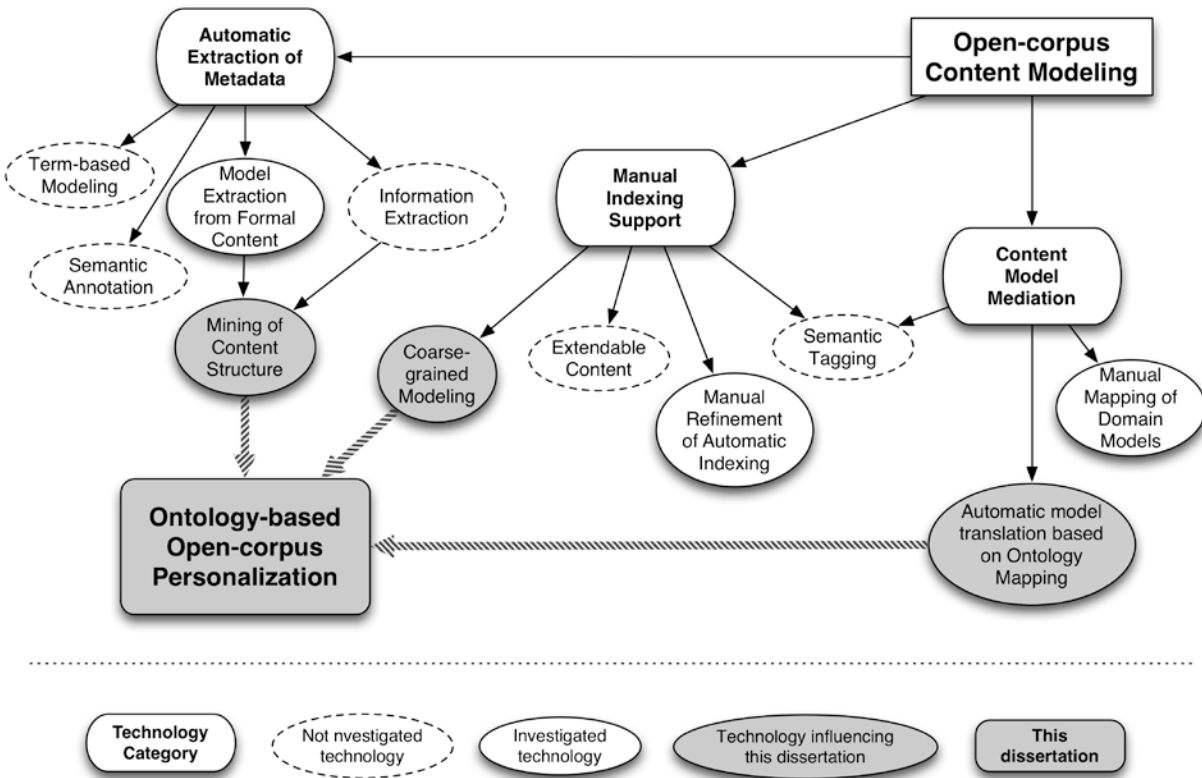 Automatic
Extraction of
Metadata
Open-corpus
Content Modeling
Term-based
Modeling
Model
Extraction
from Formal
Content
Information
Extraction
Manual
Indexing
Support
Semantic
Annotation
Content
Model
Mediation
Mining of
Content
Structure
Coarse-
grained
Modeling
Extendable
Content
Semantic
Tagging
Manual
Refinement
of Automatic
Indexing
Manual
Mapping of
Domain
Models
Ontology-based
Open-corpus
Personalization
Automatic model
translation based
on Ontology
Mapping
Technology
Category
Not nvestigated
technology
Investigated
technology
Technology influencing
this dissertation
This
dissertation